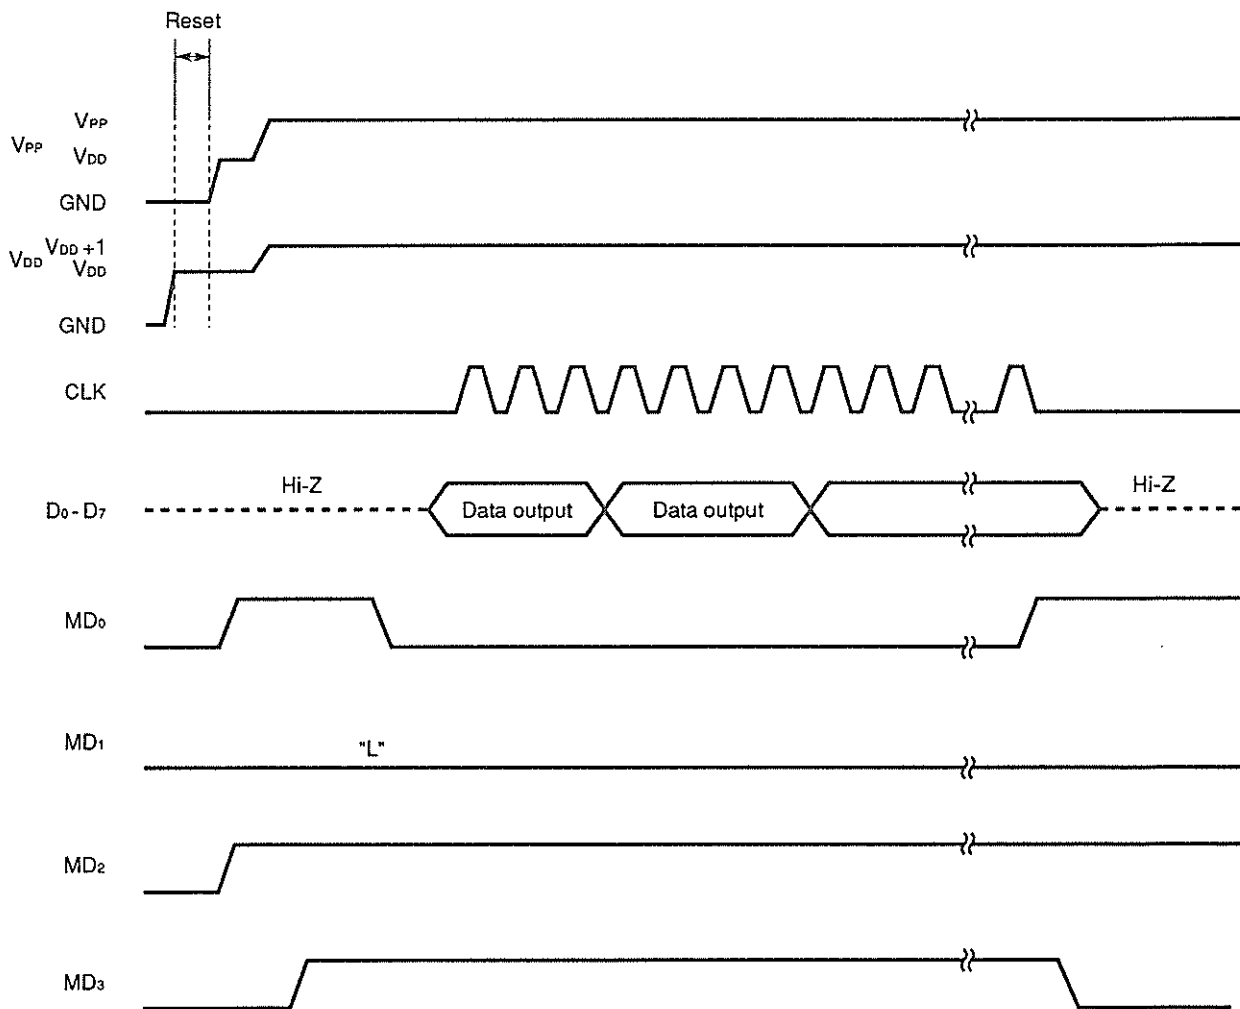 Reset
VPP
VPP
VDD
GND
VDD
VDD +1
VDD
GND
CLK
Hi-Z
Hi-Z
D0 - D7
Data output
Data output
MD0
MD1
"L"
MD2
MD3